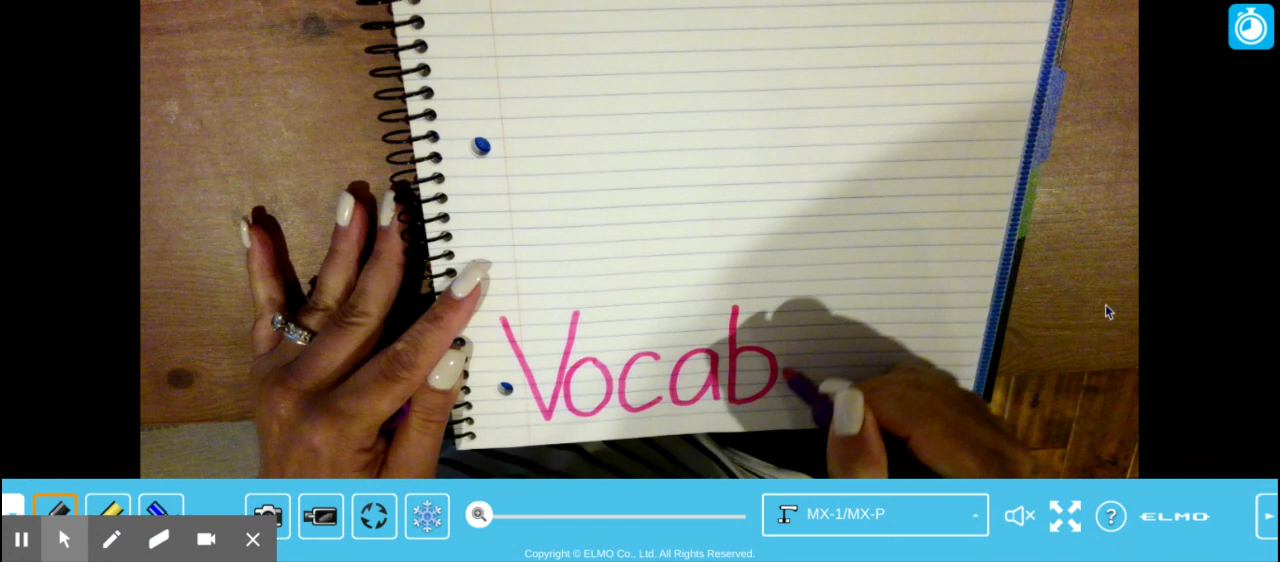 Vocab
MX-1/MX-P
?
ELMO
Copyright © ELMO Co., Ltd. All Rights Reserved.